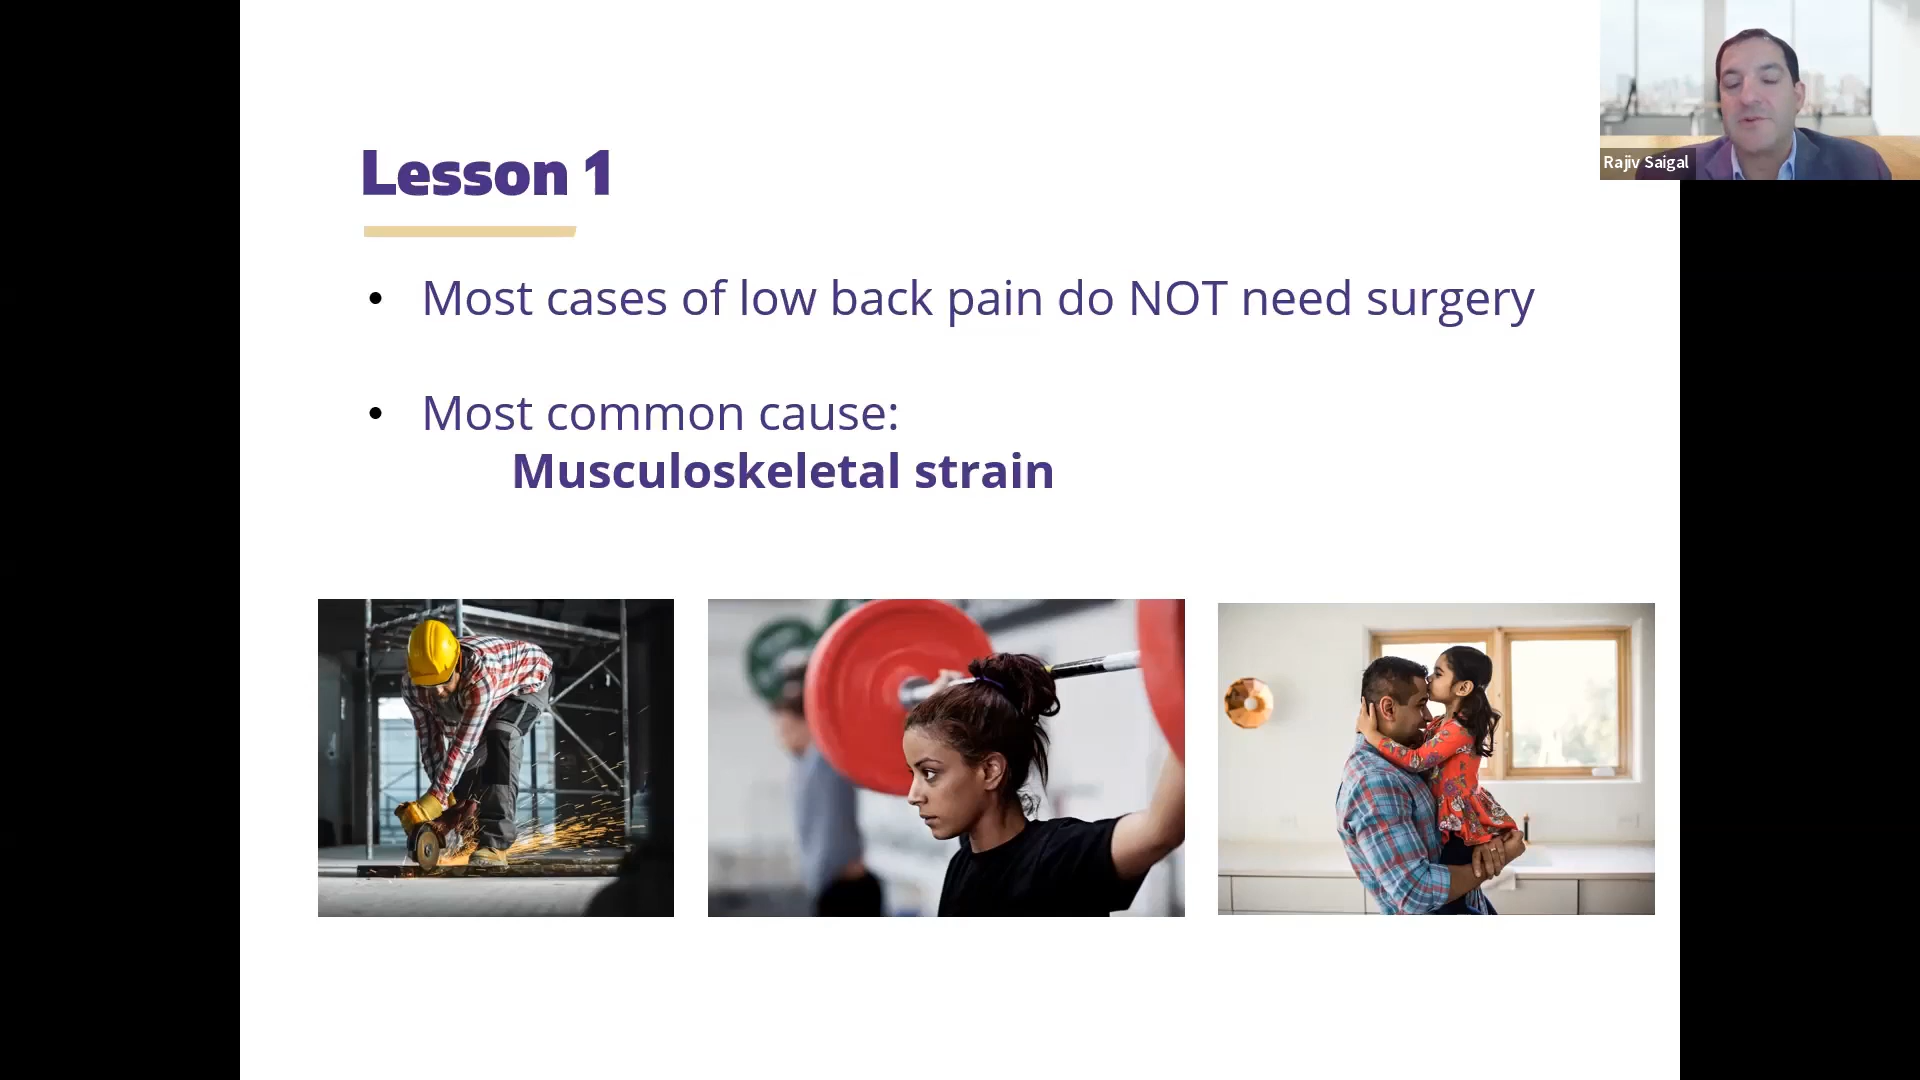 Lesson 1
• Most cases of low back pain do NOT need surgery
• Most common cause:
Musculoskeletal strain
Rajiv Saigal